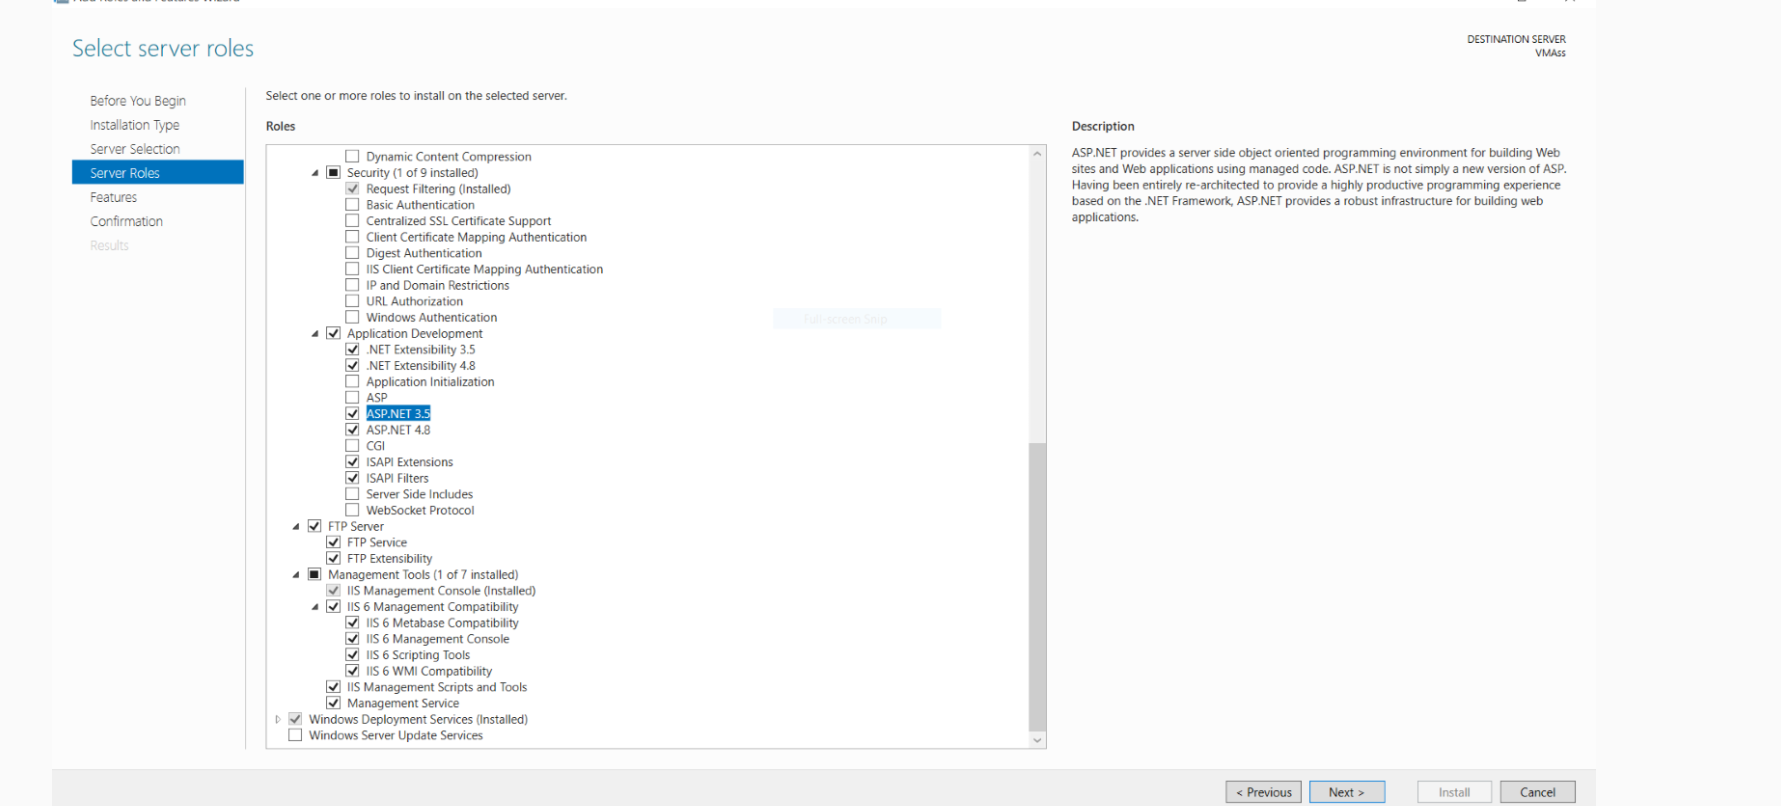 Select server roles
DESTINATION SERVER
VMAss
Before You Begin
Installation Type
Server Selection
Server Roles
Features
Confirmation
Results
Select one or more roles to install on the selected server.
Roles
Dynamic Content Compression
Security (1 of 9 installed)
Request Filtering (Installed)
Basic Authentication
Centralized SSL Certificate Support
Client Certificate Mapping Authentication
Digest Authentication
IIS Client Certificate Mapping Authentication
IP and Domain Restrictions
URL Authorization
Windows Authentication
Application Development
.NET Extensibility 3.5
.NET Extensibility 4.8
Application Initialization
ASP
ASP.NET 3.5
ASP.NET 4.8
CGI
ISAPI Extensions
ISAPI Filters
Server Side Includes
WebSocket Protocol
FTP Server
FTP Service
FTP Extensibility
Management Tools (1 of 7 installed)
IIS Management Console (Installed)
IIS 6 Management Compatibility
IIS 6 Metabase Compatibility
IIS 6 Management Console
IIS 6 Scripting Tools
IIS 6 WMI Compatibility
IIS Management Scripts and Tools
Management Service
Windows Deployment Services (Installed)
Windows Server Update Services
Full-screen Snip
Description
ASP.NET provides a server side object oriented programming environment for building Web
sites and Web applications using managed code. ASP.NET is not simply a new version of ASP.
Having been entirely re-architected to provide a highly productive programming experience
based on the .NET Framework, ASP.NET provides a robust infrastructure for building web
applications.
< Previous
Next >
Install
Cancel